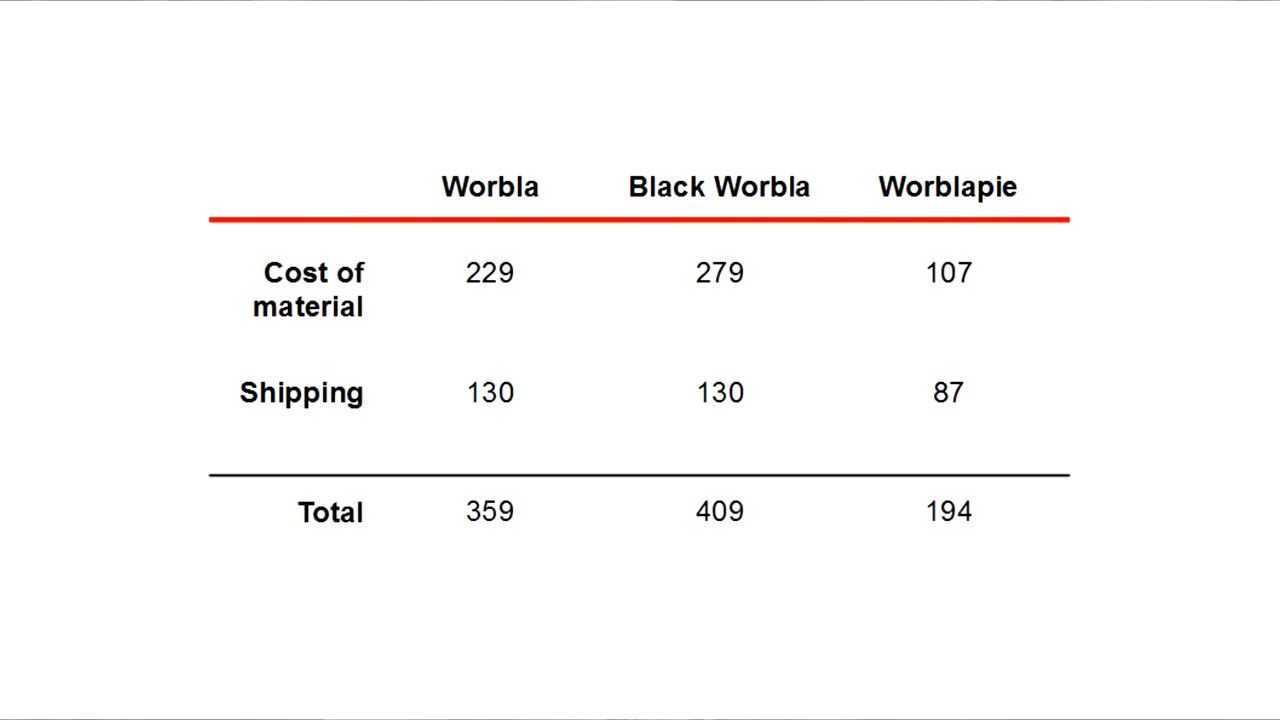 Worbla Black Worbla Worblapie
Cost of 229 279 107
material
Shipping 130 130 87
Total 359 409 194